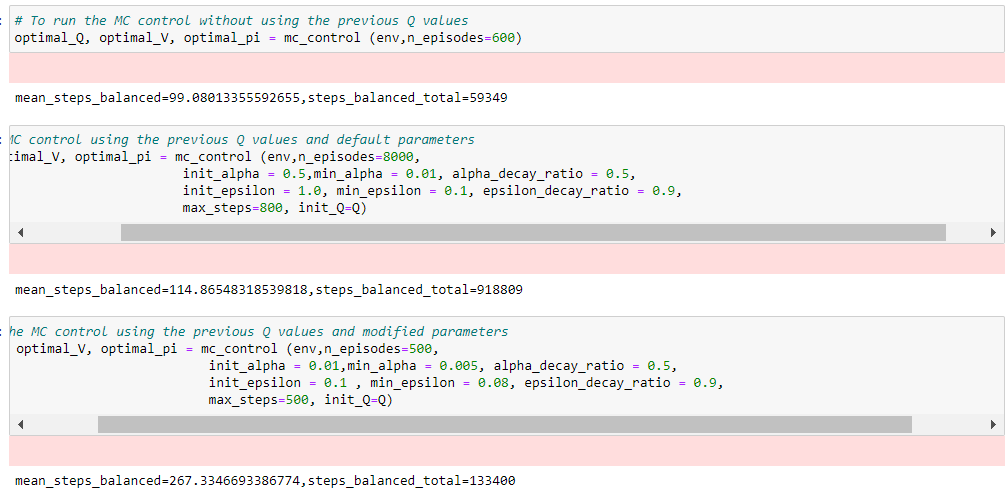 # To run the MC control without using the previous Q values
optimal_Q, optimal_V, optimal_pi = mc_control (env,n_episodes=600)
mean_steps_balanced=99.08013355592655,steps_balanced_total=59349
MC control using the previous Q values and default parameters
timal_V, optimal_pi = mc_control (env,n_episodes=8000,
init_alpha = 0.5,min_alpha = 0.01, alpha_decay_ratio = 0.5,
init_epsilon = 1.0, min_epsilon = 0.1, epsilon_decay_ratio = 0.9,
max_steps=800, init_Q=Q)
mean_steps_balanced=114.86548318539818,steps_balanced_total=918809
he MC control using the previous Q values and modified parameters
optimal_V, optimal_pi = mc_control (env,n_episodes=500,
init_alpha = 0.01,min_alpha = 0.005, alpha_decay_ratio = 0.5,
init_epsilon = 0.1 , min_epsilon = 0.08, epsilon_decay_ratio = 0.9,
max_steps=500, init_Q=Q)
mean_steps_balanced=267.3346693386774,steps_balanced_total=133400